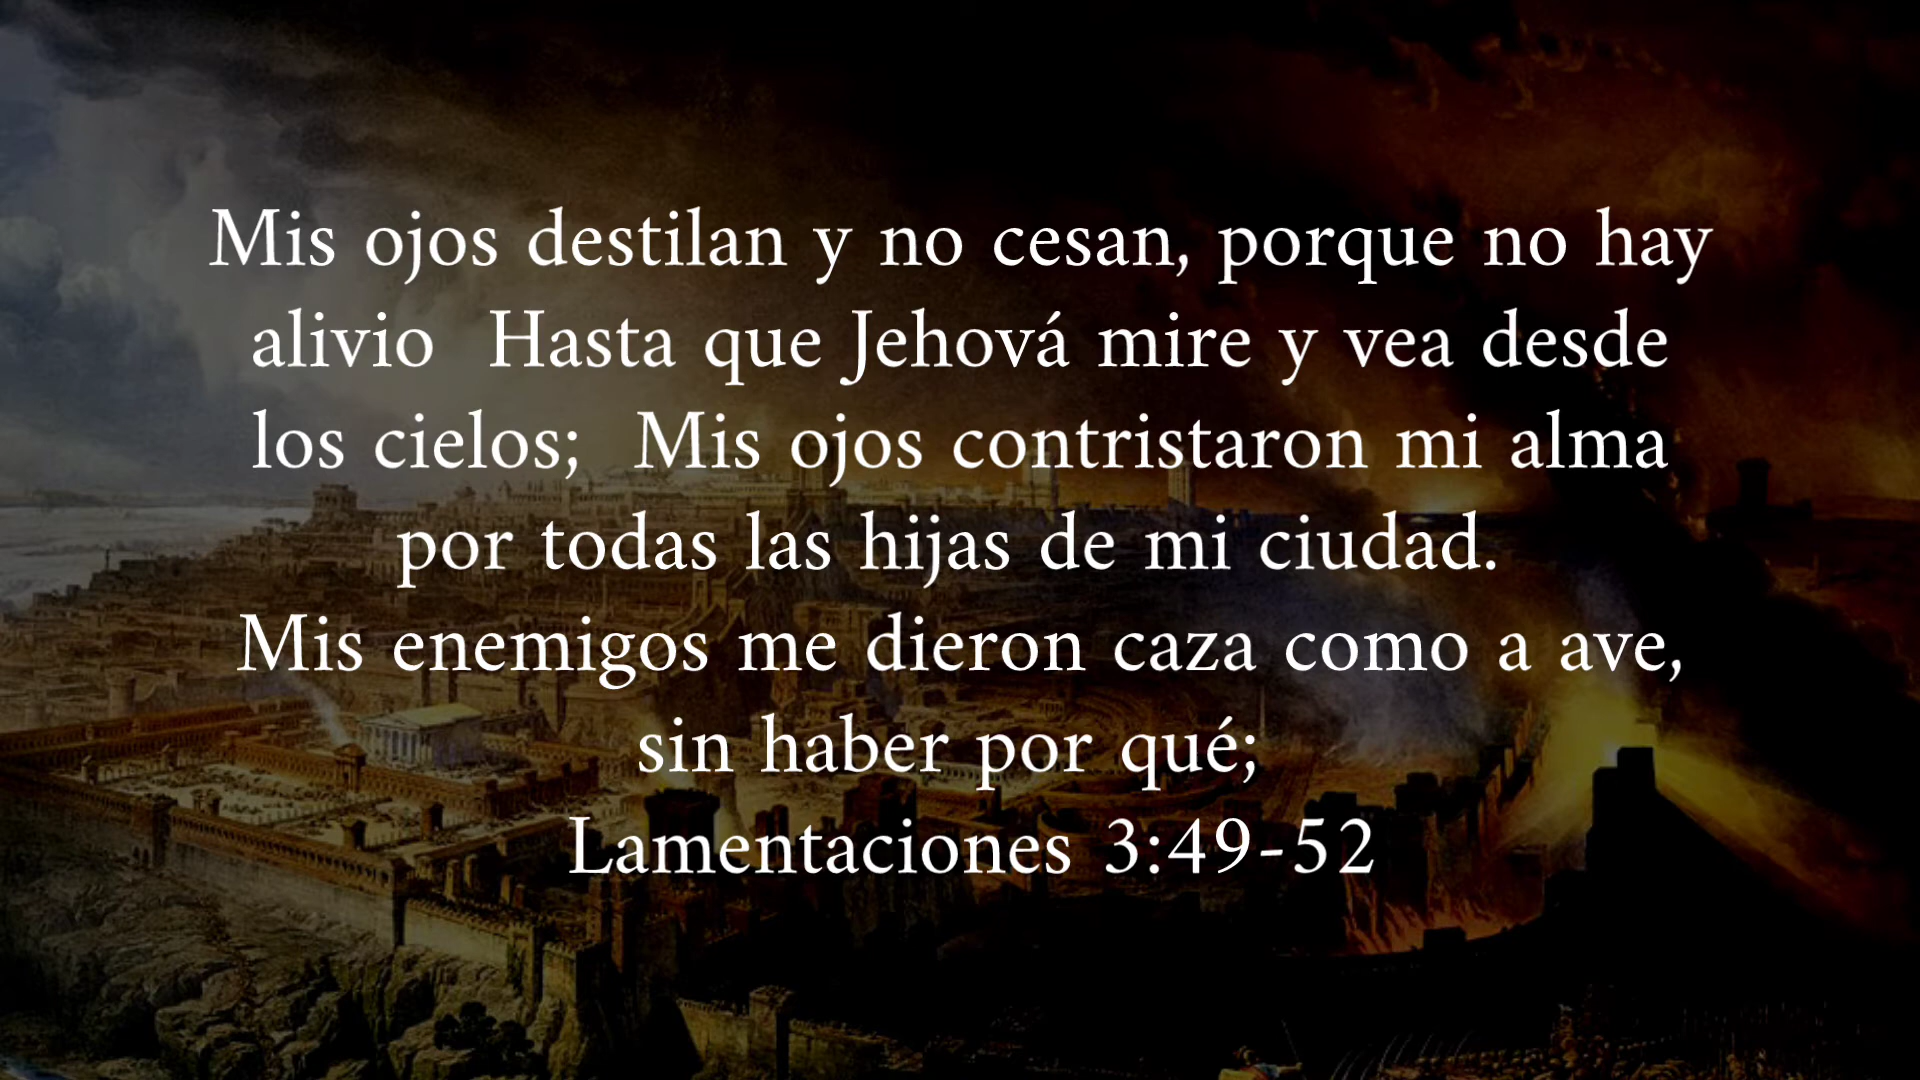 Mis ojos destilan y no cesan, porque no hay
alivio  Hasta que Jehová mire y vea desde
los cielos;  Mis ojos contristaron mi alma
por todas las hijas de mi ciudad.
Mis enemigos me dieron caza como a ave,
sin haber por qué;
Lamentaciones 3:49-52